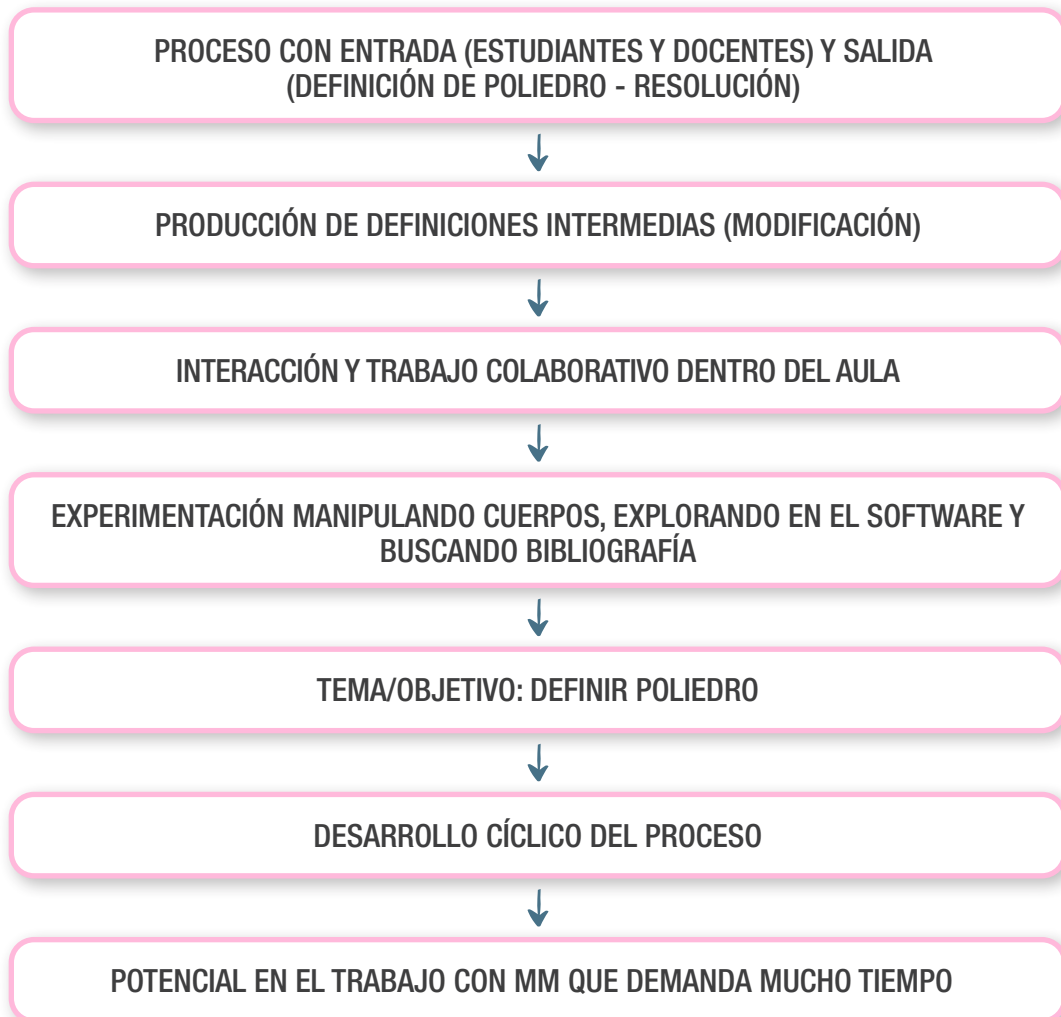 PROCESO CON ENTRADA (ESTUDIANTES Y DOCENTES) Y SALIDA
(DEFINICIÓN DE POLIEDRO - RESOLUCIÓN)
PRODUCCIÓN DE DEFINICIONES INTERMEDIAS (MODIFICACIÓN)
INTERACCIÓN Y TRABAJO COLABORATIVO DENTRO DEL AULA
EXPERIMENTACIÓN MANIPULANDO CUERPOS, EXPLORANDO EN EL SOFTWARE Y
BUSCANDO BIBLIOGRAFÍA
TEMA/OBJETIVO: DEFINIR POLIEDRO
DESARROLLO CÍCLICO DEL PROCESO
POTENCIAL EN EL TRABAJO CON MM QUE DEMANDA MUCHO TIEMPO